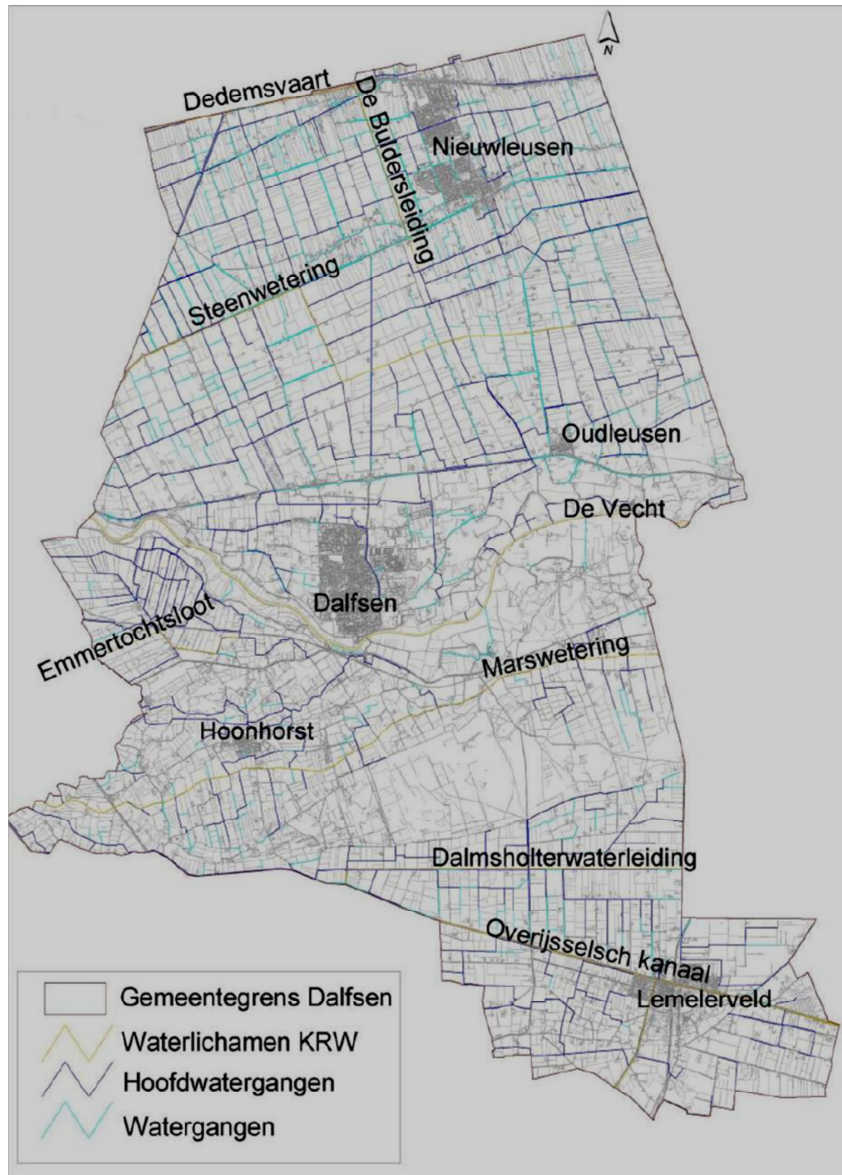 N
Dedemsvaart
De Buldersleiding
Nieuwleusen
Steenwetering
Oudleusen
De Vecht
Dalfsen
Emmertochtsloot
Marswetering
Hoonhorst
Dalmsholterwaterleiding
Overijsselsch kanaal
Lemelerveld
Gemeentegrens Dalfsen
Waterlichamen KRW
Hoofdwatergangen
Watergangen